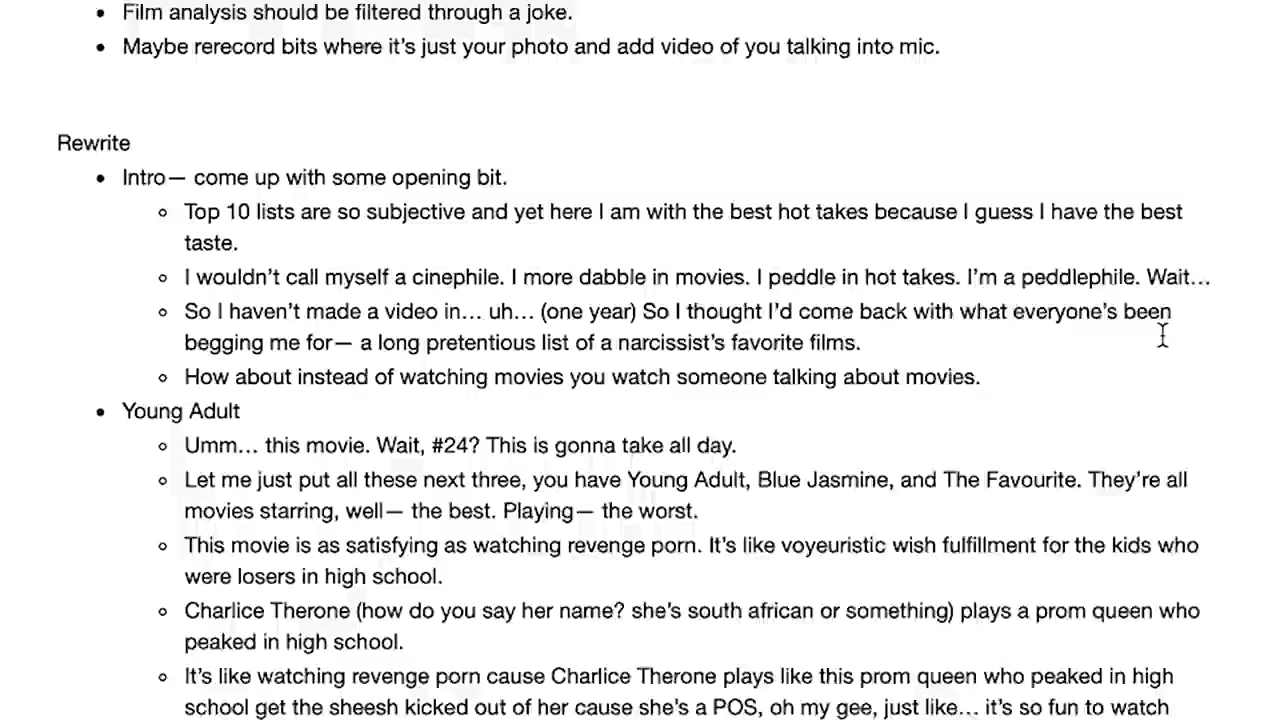 • Film analysis should be filtered through a joke.
• Maybe rerecord bits where it’s just your photo and add video of you talking into mic.
Rewrite
• Intro— come up with some opening bit.
◦ Top 10 lists are so subjective and yet here I am with the best hot takes because I guess I have the best
taste.
◦ I wouldn’t call myself a cinephile. I more dabble in movies. I peddle in hot takes. I’m a peddlephile. Wait…
◦ So I haven’t made a video in… uh… (one year) So I thought I’d come back with what everyone’s been
begging me for— a long pretentious list of a narcissist’s favorite films.
◦ How about instead of watching movies you watch someone talking about movies.
• Young Adult
◦ Umm… this movie. Wait, #24? This is gonna take all day.
◦ Let me just put all these next three, you have Young Adult, Blue Jasmine, and The Favourite. They’re all
movies starring, well— the best. Playing— the worst.
◦ This movie is as satisfying as watching revenge porn. It’s like voyeuristic wish fulfillment for the kids who
were losers in high school.
◦ Charlice Therone (how do you say her name? she’s south african or something) plays a prom queen who
peaked in high school.
◦ It’s like watching revenge porn cause Charlice Therone plays like this prom queen who peaked in high
school get the sheesh kicked out of her cause she’s a POS, oh my gee, just like… it’s so fun to watch